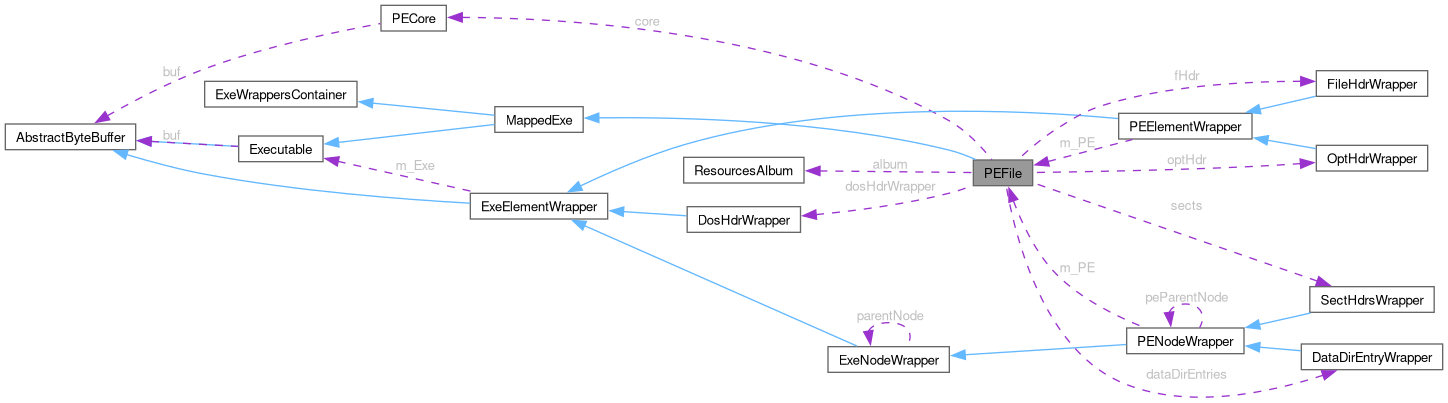 PECore
core
buf
fHdr
FileHdrWrapper
ExeWrappersContainer
MappedExe
PEElementWrapper
AbstractByteBuffer
buf
Executable
m_PE
OptHdrWrapper
m_Exe
ResourcesAlbum
album
PEFile
optHdr
dosHdrWrapper
ExeElementWrapper
DosHdrWrapper
sects
m_PE
peParentNode
SectHdrsWrapper
parentNode
PENodeWrapper
ExeNodeWrapper
DataDirEntryWrapper
dataDirEntries